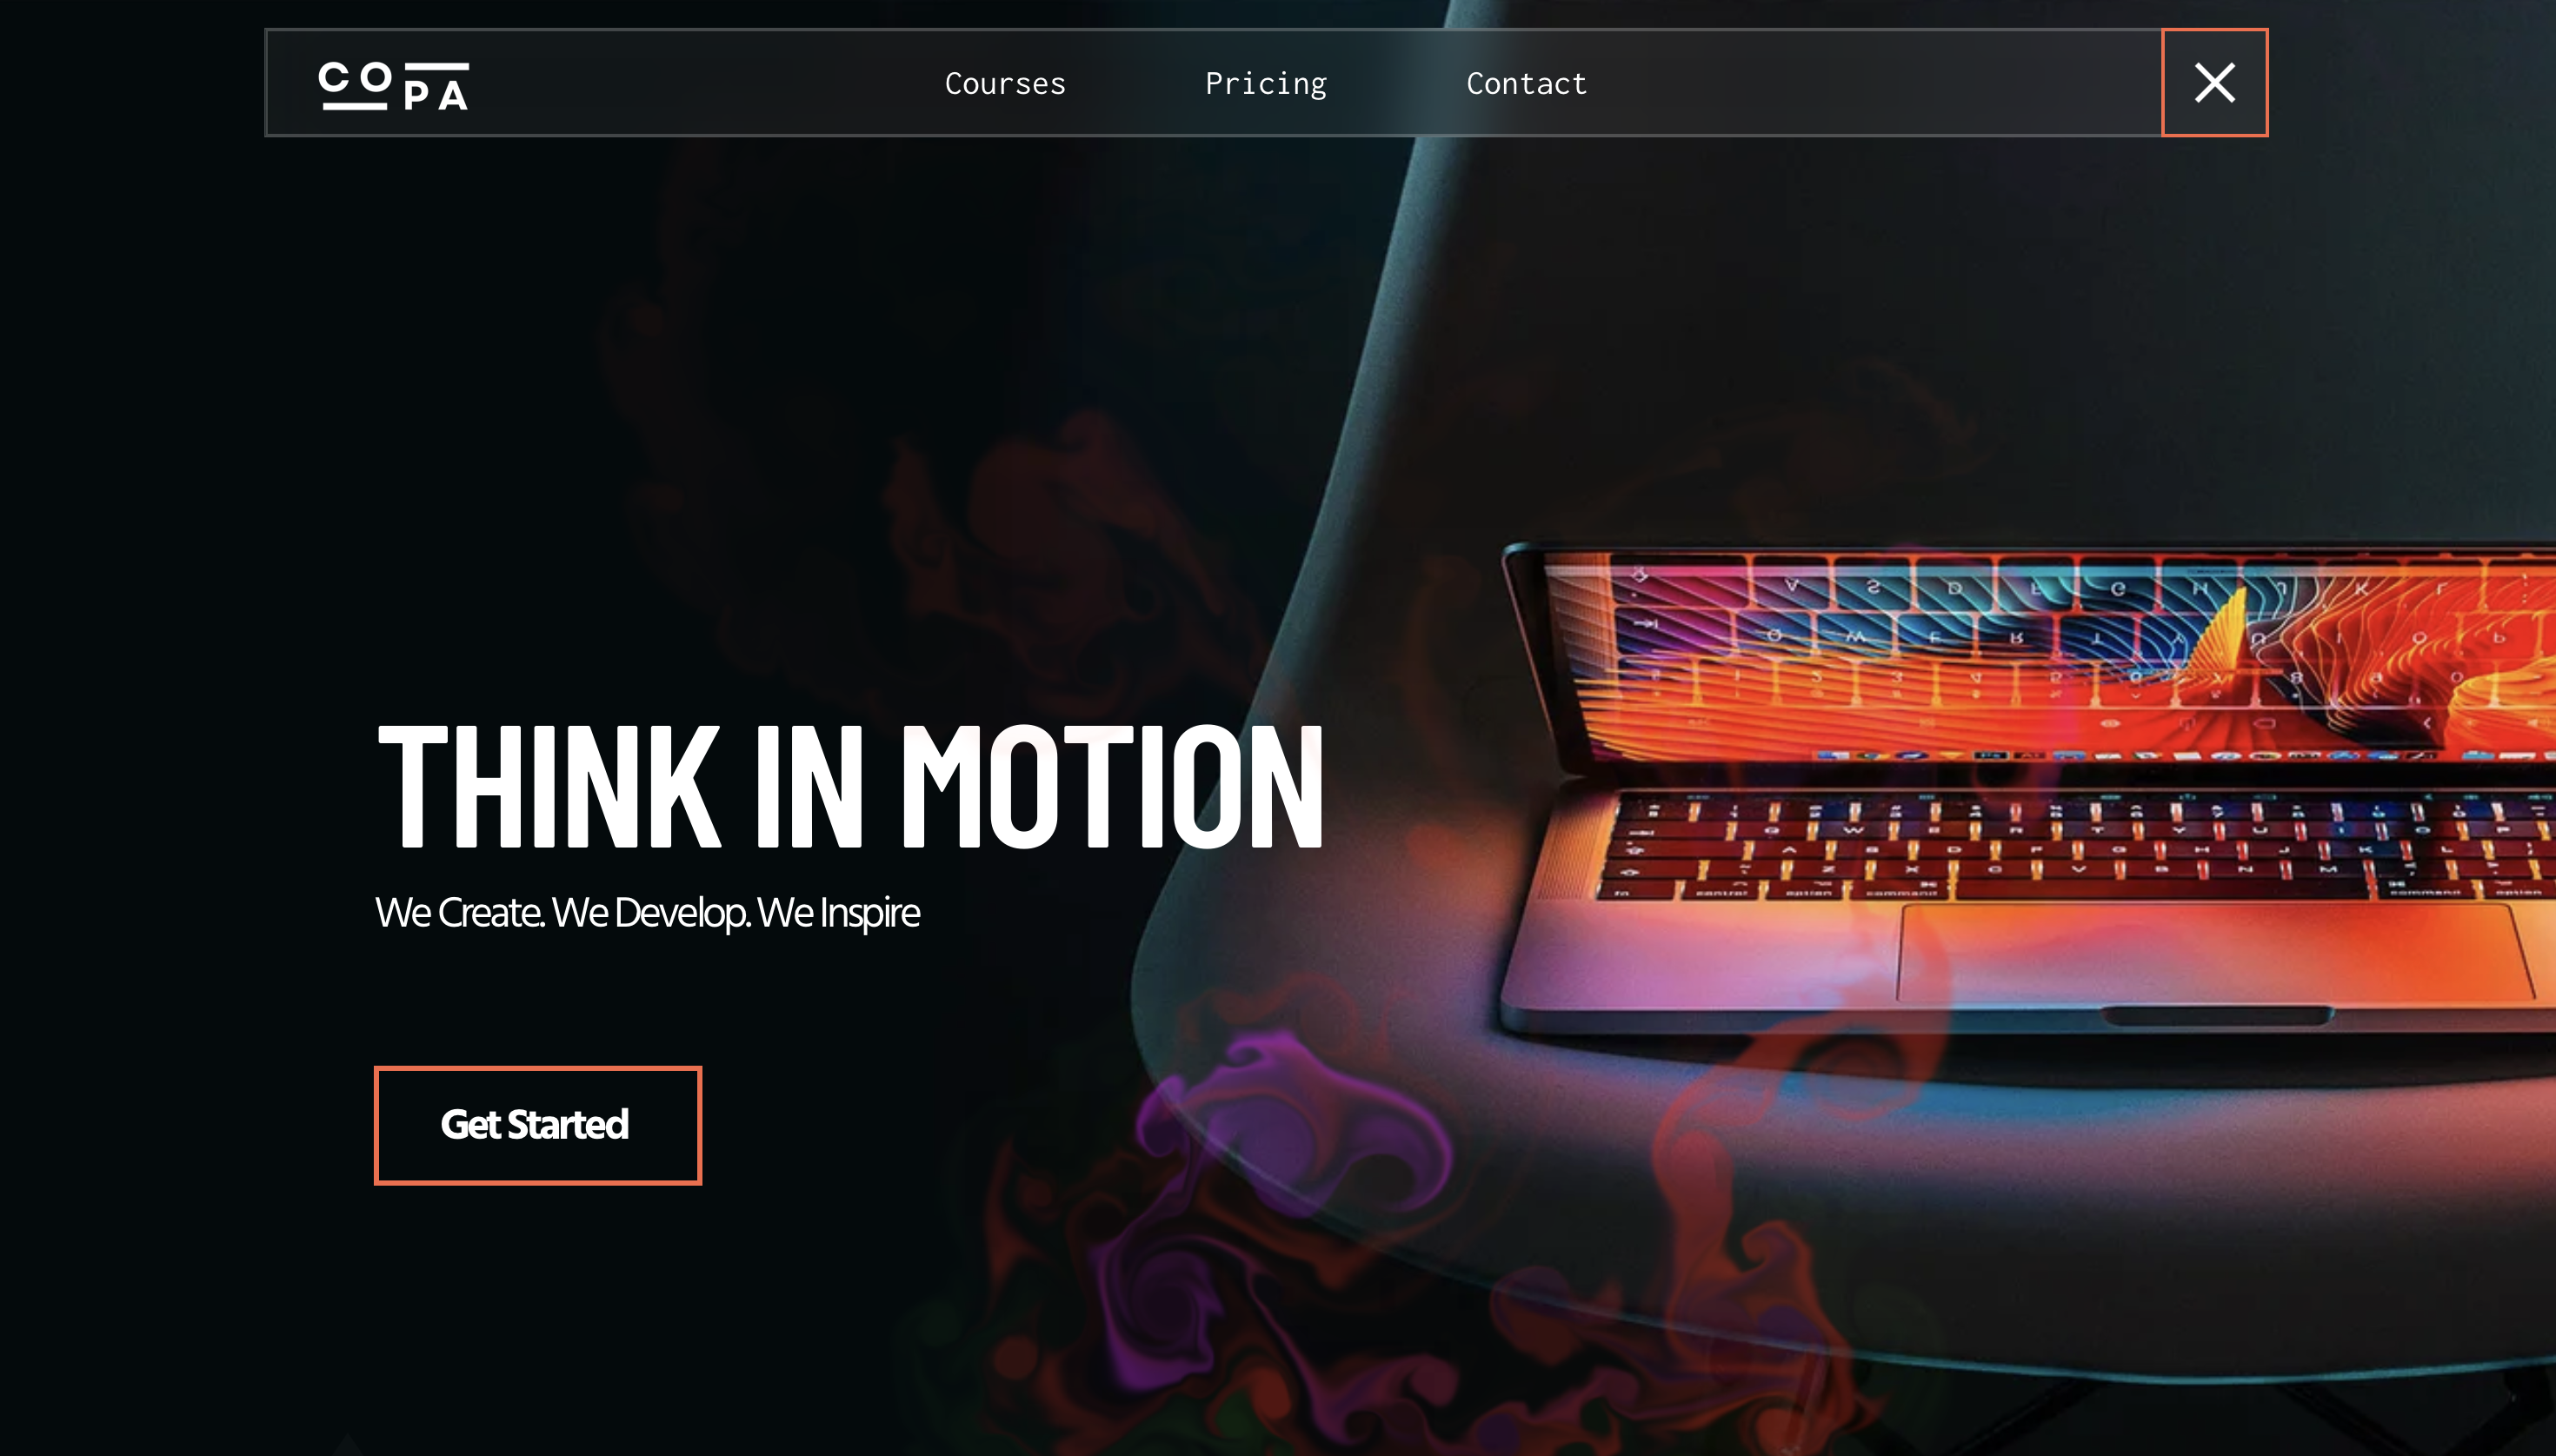 COPA
Courses
Pricing
Contact
THINK IN MOTION
We Create. We Develop. We Inspire
Get Started